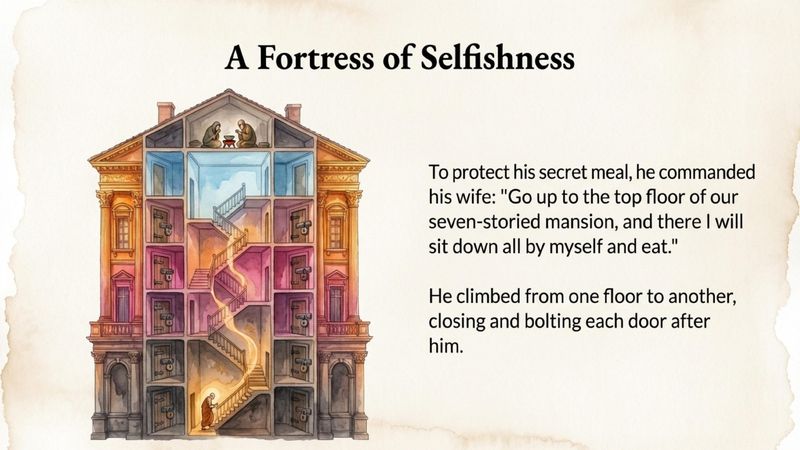 A Fortress of Selfishness
To protect his secret meal, he commanded
his wife: "Go up to the top floor of our
seven-storied mansion, and there I will
sit down all by myself and eat."
He climbed from one floor to another,
closing and bolting each door after
him.